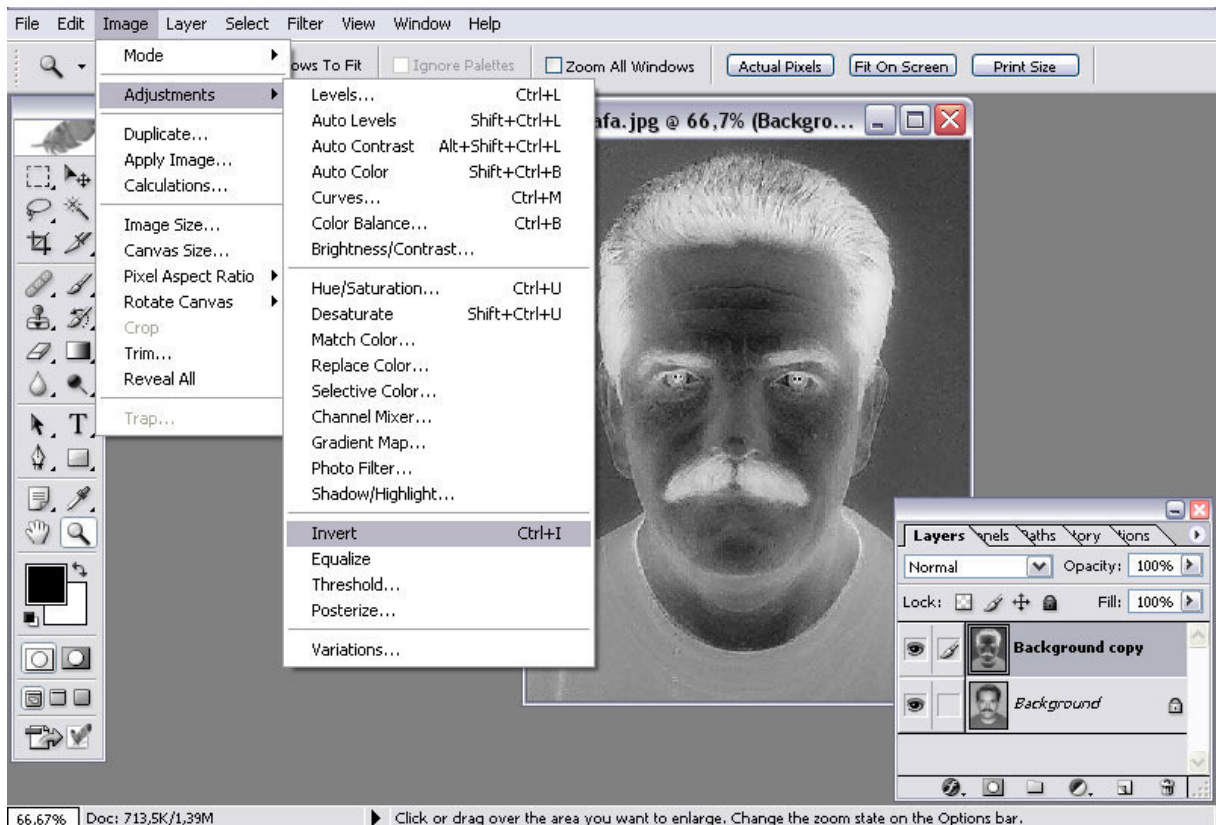 File Edit Image Layer Select Filter View Window Help
ows To Fit Ignore Palettes Zoom All Windows Actual Pixels Fit On Screen Print Size
Mode
Adjustments
Duplicate...
Apply Image...
Calculations...
Image Size...
Canvas Size...
Pixel Aspect Ratio
Rotate Canvas
Crop
Trim...
Reveal All
Trap...
Levels... Ctrl+L
Auto Levels Shift+Ctrl+L
Auto Contrast Alt+Shift+Ctrl+L
Auto Color Shift+Ctrl+B
Curves... Ctrl+M
Color Balance... Ctrl+B
Brightness/Contrast...
Hue/Saturation... Ctrl+U
Desaturate Shift+Ctrl+U
Match Color...
Replace Color...
Selective Color...
Channel Mixer...
Gradient Map...
Photo Filter...
Shadow/Highlight...
Invert Ctrl+I
Equalize
Threshold...
Posterize...
Variations...
afa.jpg @ 66,7% (Backgro...
T
Layers nnels Paths tory tions
Normal Opacity: 100%
Lock: Fill: 100%
Background copy
Background
66,67% Doc: 713,5K/1,39M Click or drag over the area you want to enlarge. Change the zoom state on the Options bar.